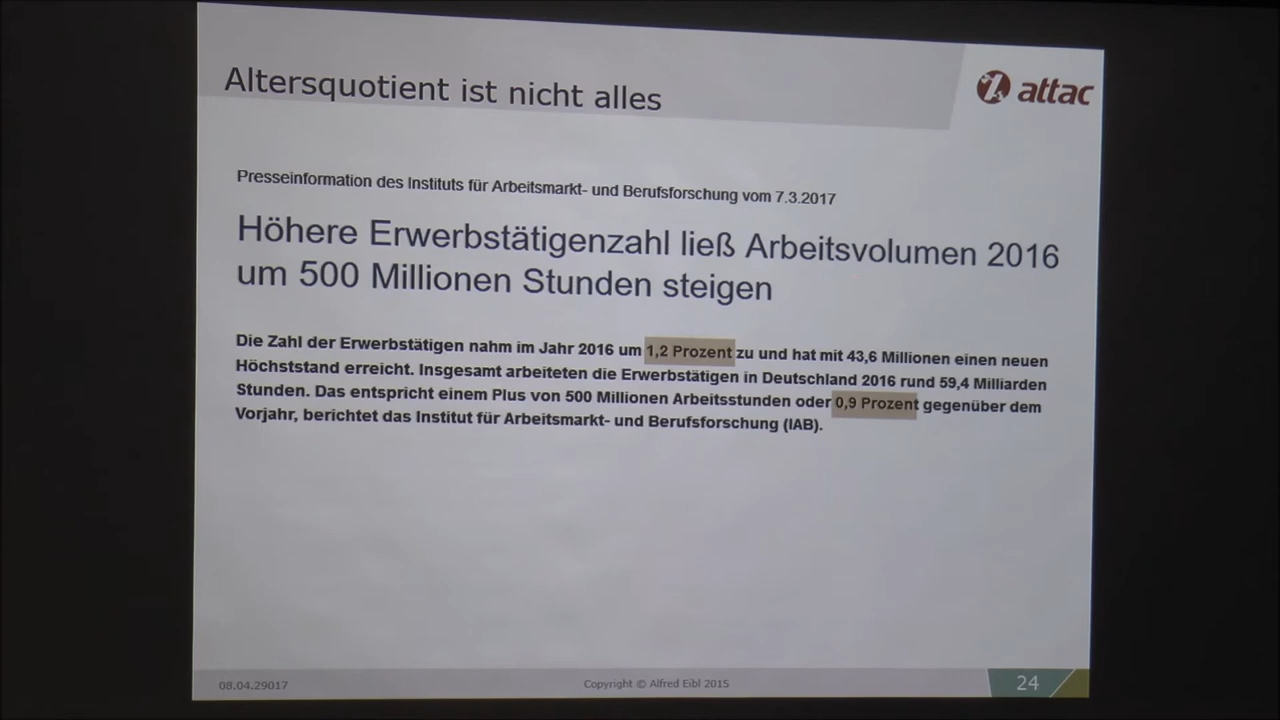 Altersquotient ist nicht alles
attac
Presseinformation des Instituts für Arbeitsmarkt- und Berufsforschung vom 7.3.2017
Höhere Erwerbstätigenzahl ließ Arbeitsvolumen 2016
um 500 Millionen Stunden steigen
Die Zahl der Erwerbstätigen nahm im Jahr 2016 um 1,2 Prozent zu und hat mit 43,6 Millionen einen neuen
Höchststand erreicht. Insgesamt arbeiteten die Erwerbstätigen in Deutschland 2016 rund 59,4 Milliarden
Stunden. Das entspricht einem Plus von 500 Millionen Arbeitsstunden oder 0,9 Prozent gegenüber dem
Vorjahr, berichtet das Institut für Arbeitsmarkt- und Berufsforschung (IAB).
08.04.29017
Copyright © Alfred Eibl 2015
24